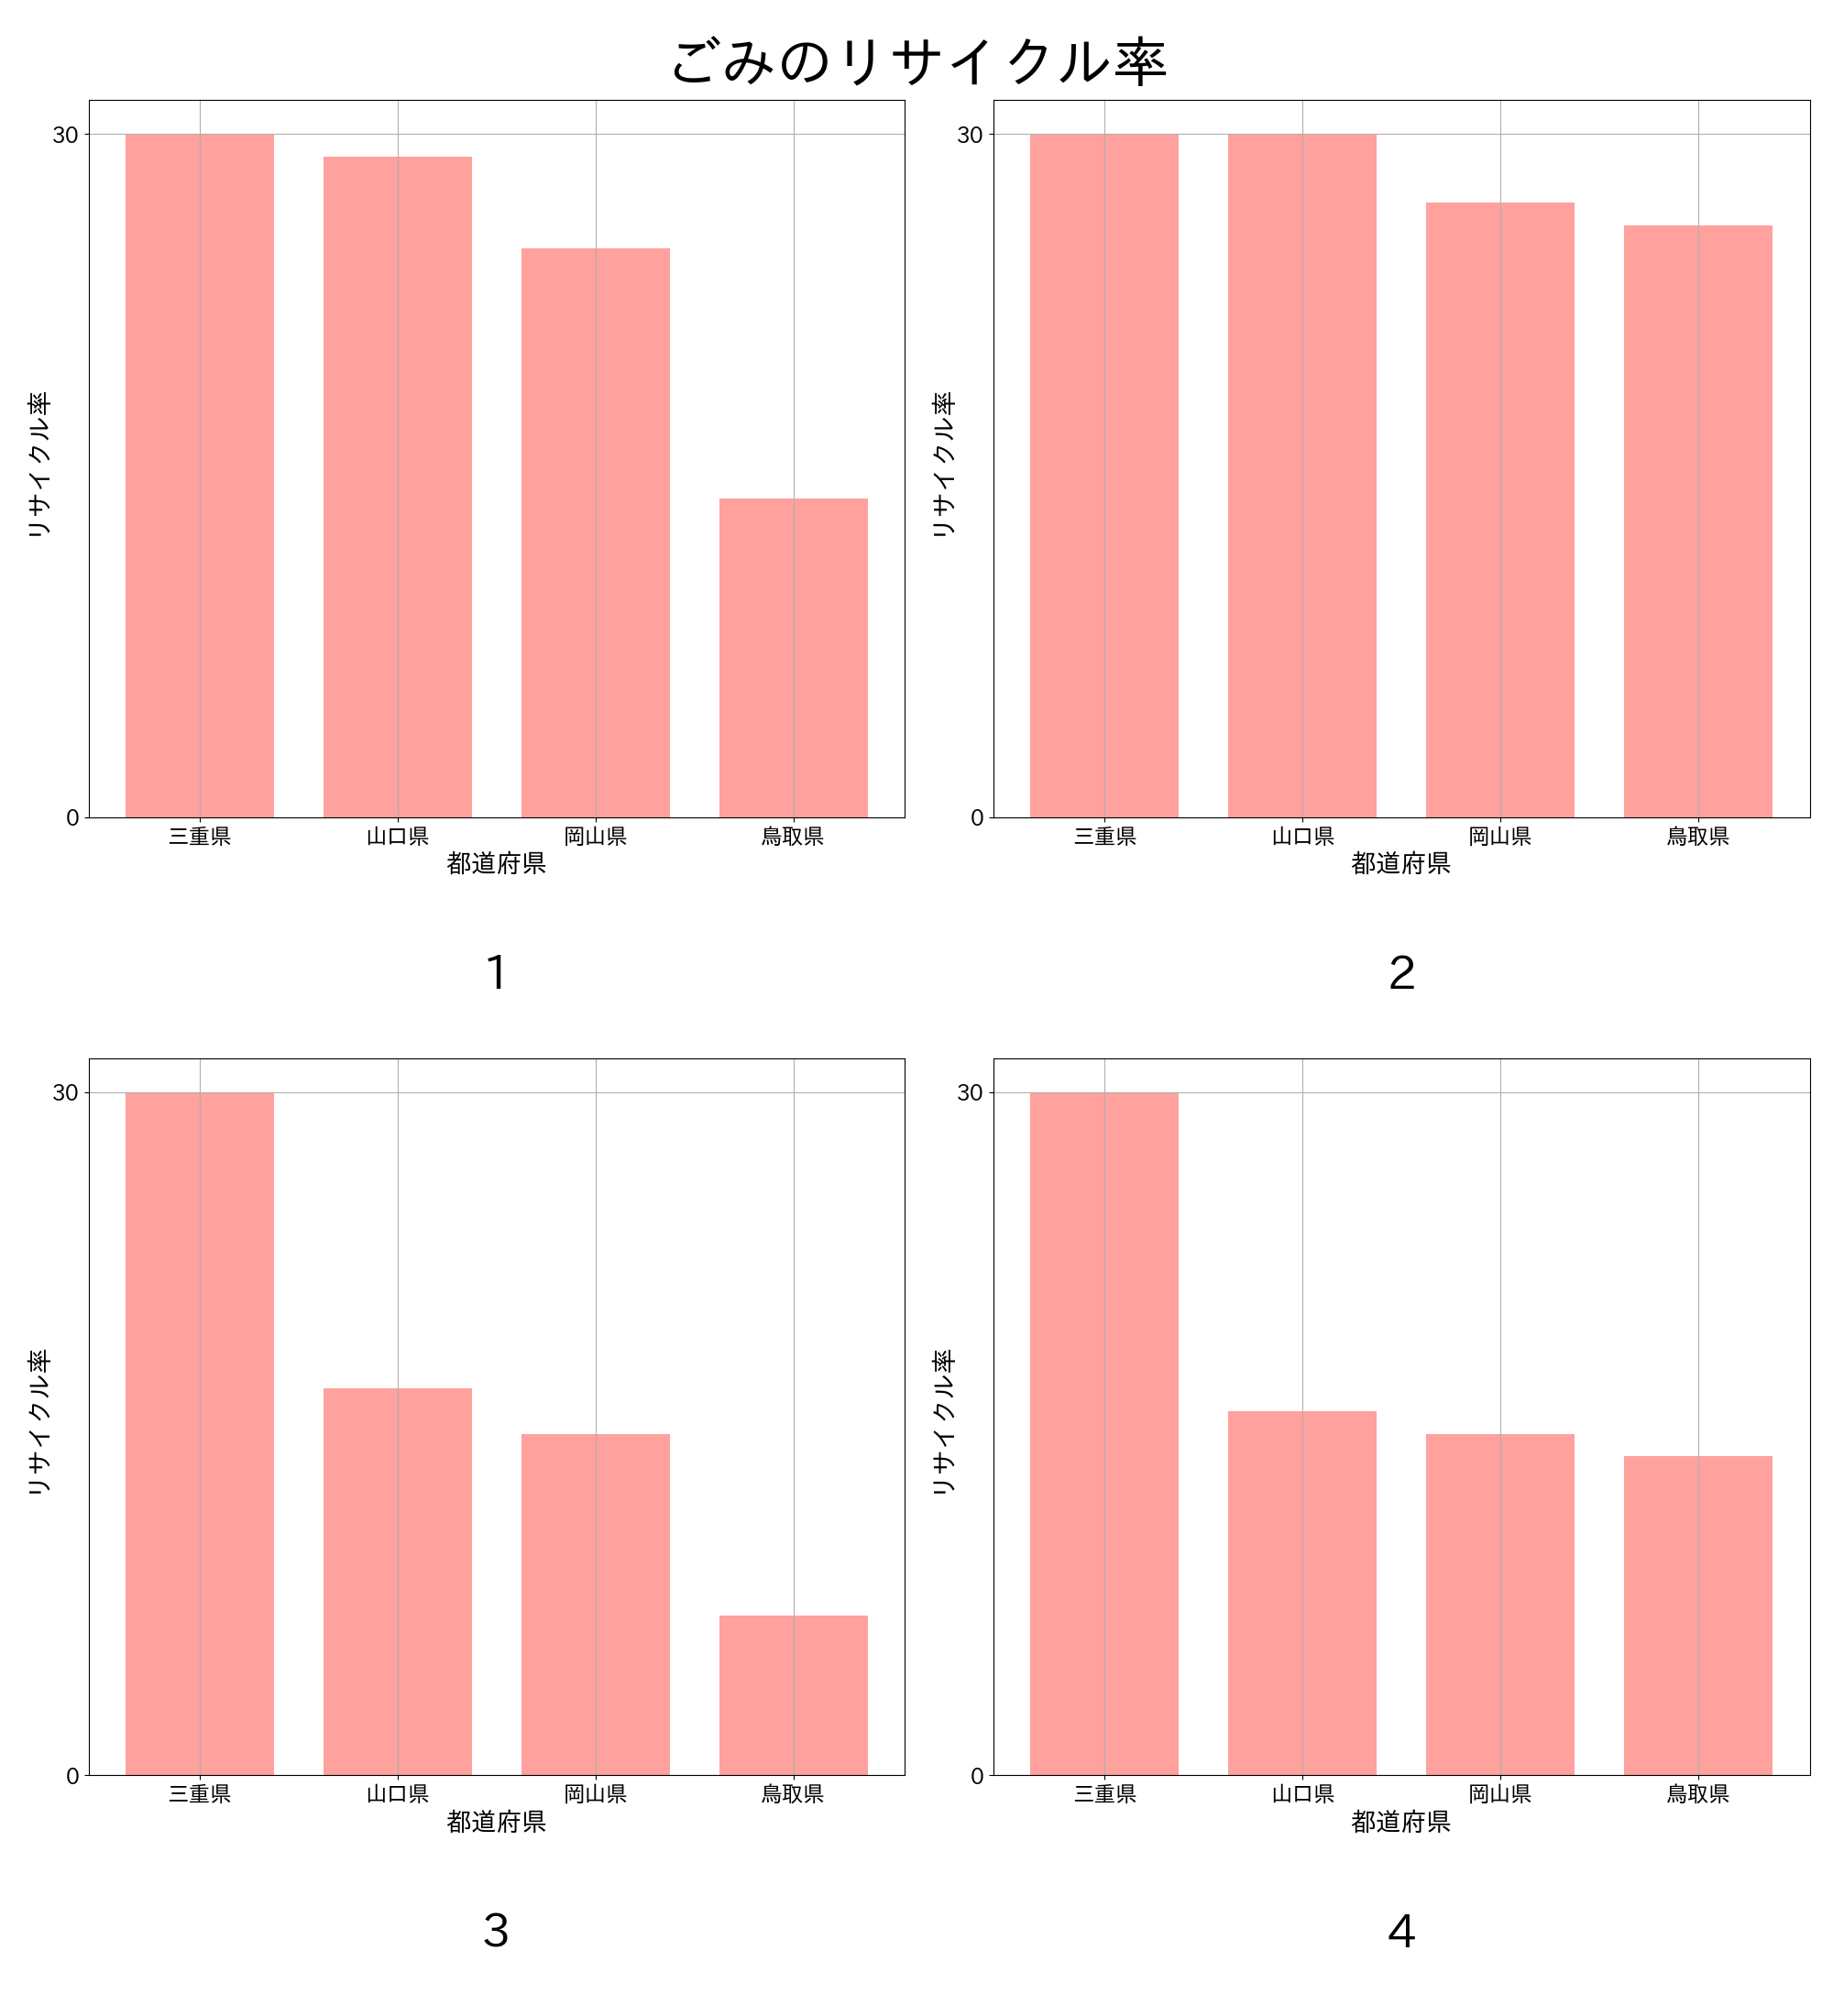 ごみのリサイクル率
30
0
リサイクル率
三重県 山口県 岡山県 鳥取県
都道府県
1
30
0
リサイクル率
三重県 山口県 岡山県 鳥取県
都道府県
2
30
0
リサイクル率
三重県 山口県 岡山県 鳥取県
都道府県
3
30
0
リサイクル率
三重県 山口県 岡山県 鳥取県
都道府県
4